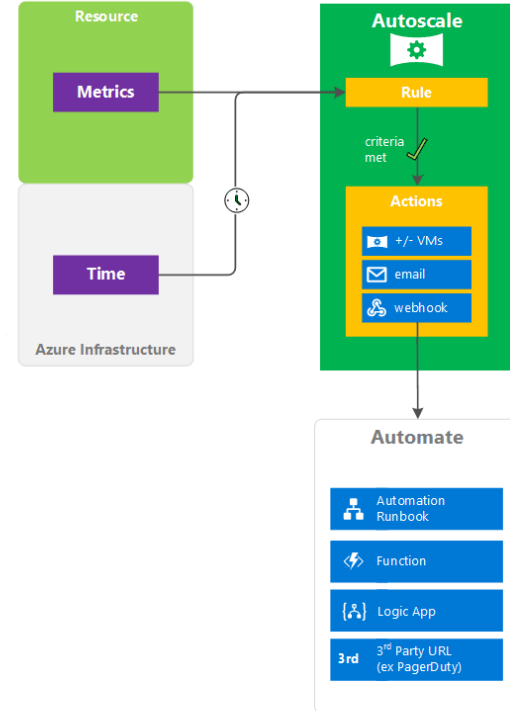 Resource
Metrics
Time
Azure Infrastructure
Autoscale
Rule
criteria
met
Actions
+/- VMs
email
webhook
Automate
Automation
Runbook
Function
Logic App
3rd
3rd Party URL
(ex PagerDuty)